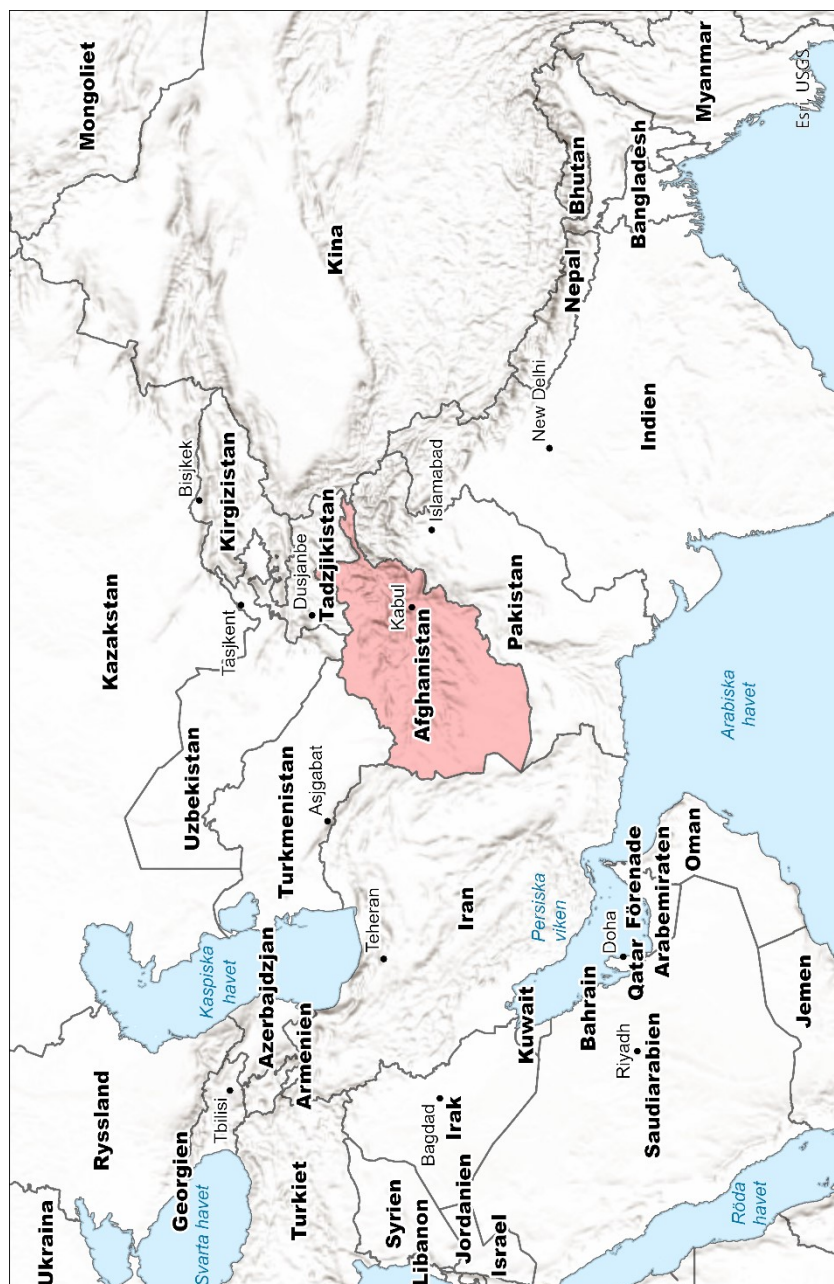 Ukraina
Ryssland
Kazakstan
Mongoliet
Georgien
Svarta havet
Tbilisi
Kaspiska
havet
Azerbajdzjan
Armenien
Turkiet
Uzbekistan
Turkmenistan
Asjgabat
Tasjkent
Bisjkek
Kirgizistan
Dusjanbe
Tadzjikistan
Kina
Syrien
Libanon
Jordanien
Israel
Bagdad
Irak
Teheran
Iran
Afghanistan
Kabul
Islamabad
Pakistan
New Delhi
Nepal
Bhutan
Bangladesh
Myanmar
Indien
Kuwait
Persiska
viken
Bahrain
Doha
Qatar
Förenade
Arabemiraten
Oman
Riyadh
Saudiarabien
Jemen
Röda
havet
Arabiska
havet
Esri, USGS